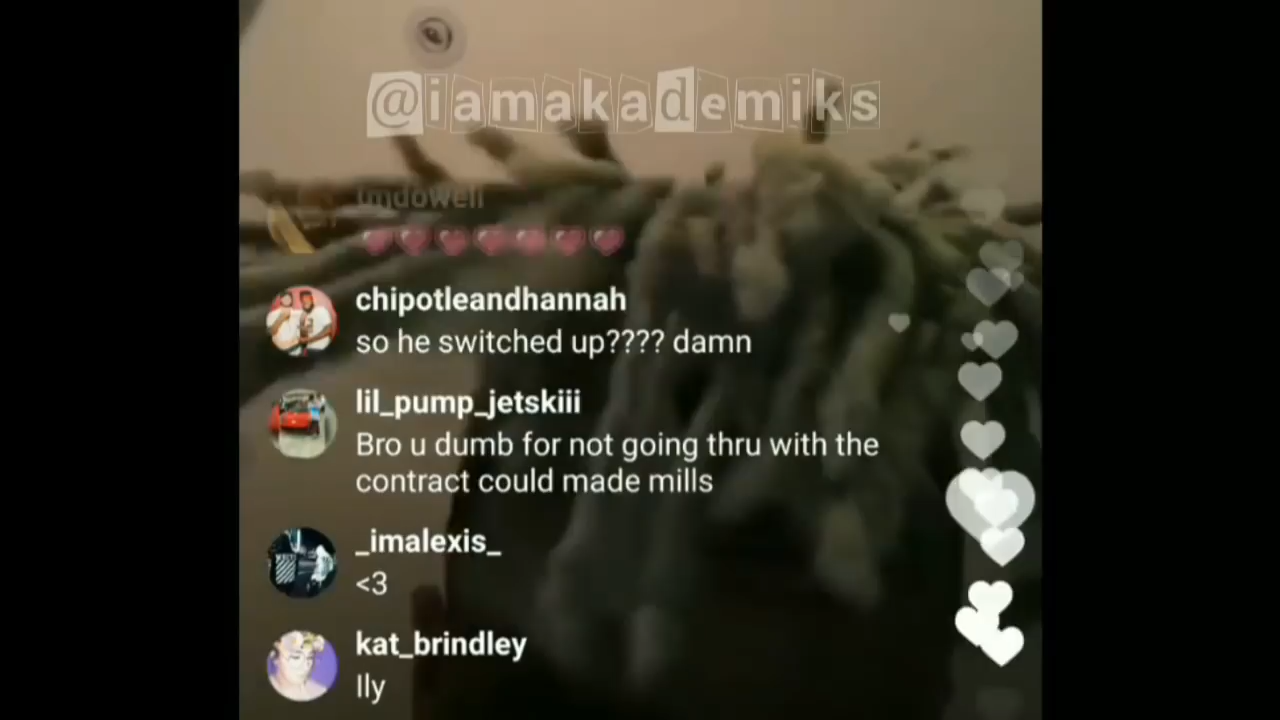 @iamakademiks
lmdowell
chipotleandhannah
so he switched up???? damn
lil_pump_jetskiii
Bro u dumb for not going thru with the
contract could made mills
_imalexis_
<3
kat_brindley
Ily